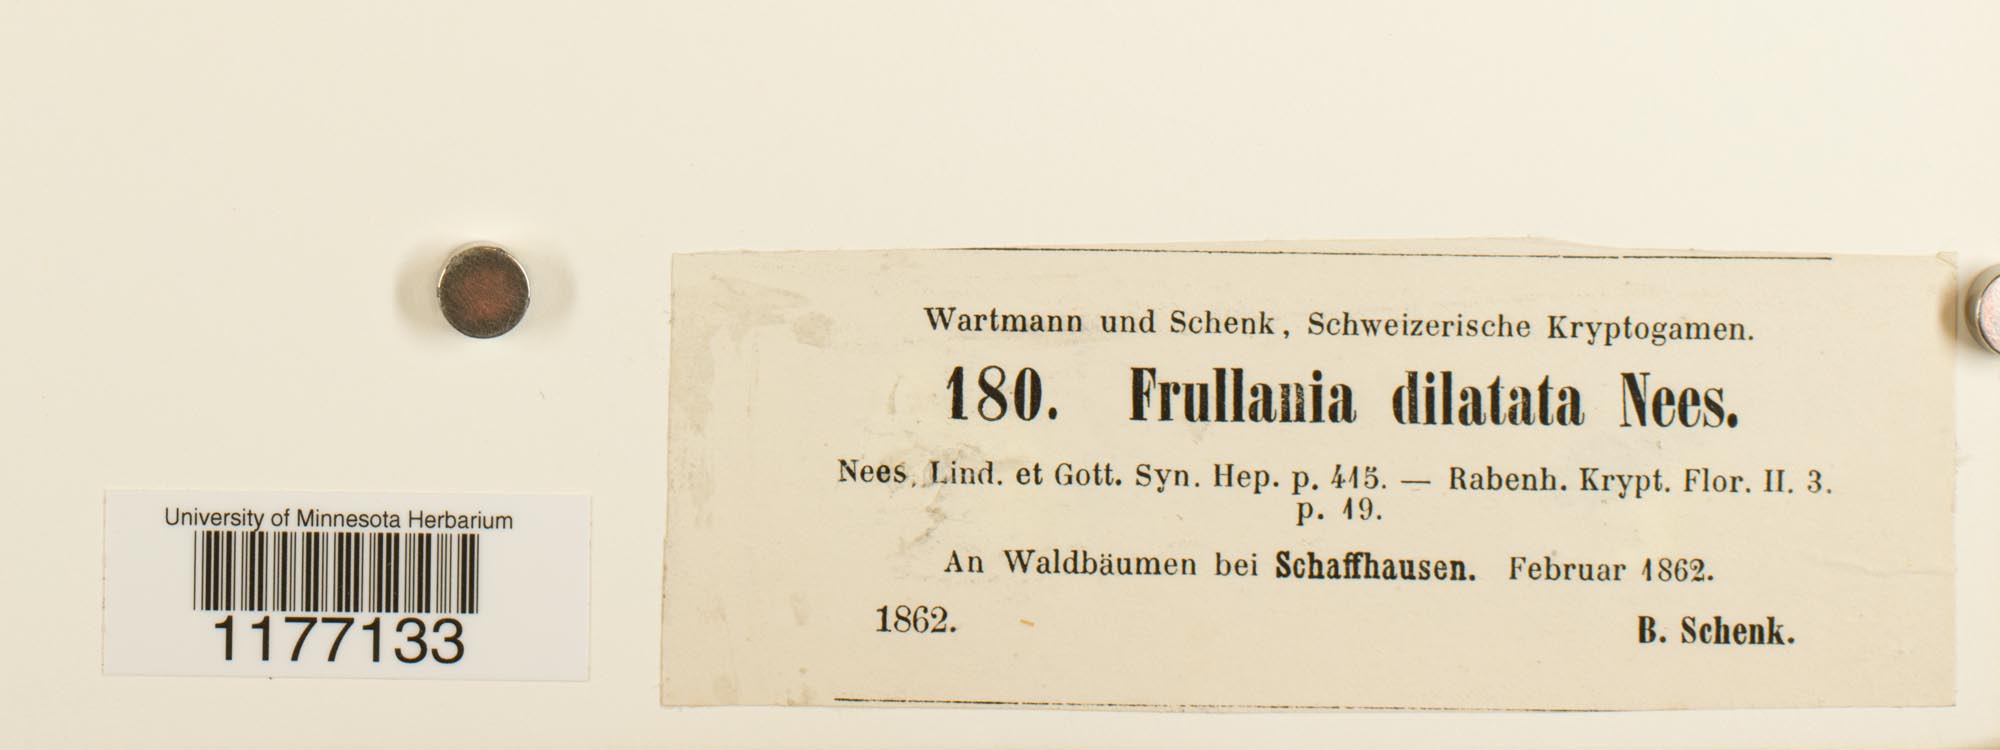 Wartmann und Schenk, Schweizerische Kryptogamen.
180. Frullania dilatata Nees.
Nees, Lind. et Gott. Syn. Hep. p. 415. — Rabenh. Krypt. Flor. II. 3.
p. 19.
An Waldbäumen bei Schaffhausen. Februar 1862.
1862. B. Schenk.
University of Minnesota Herbarium
1177133